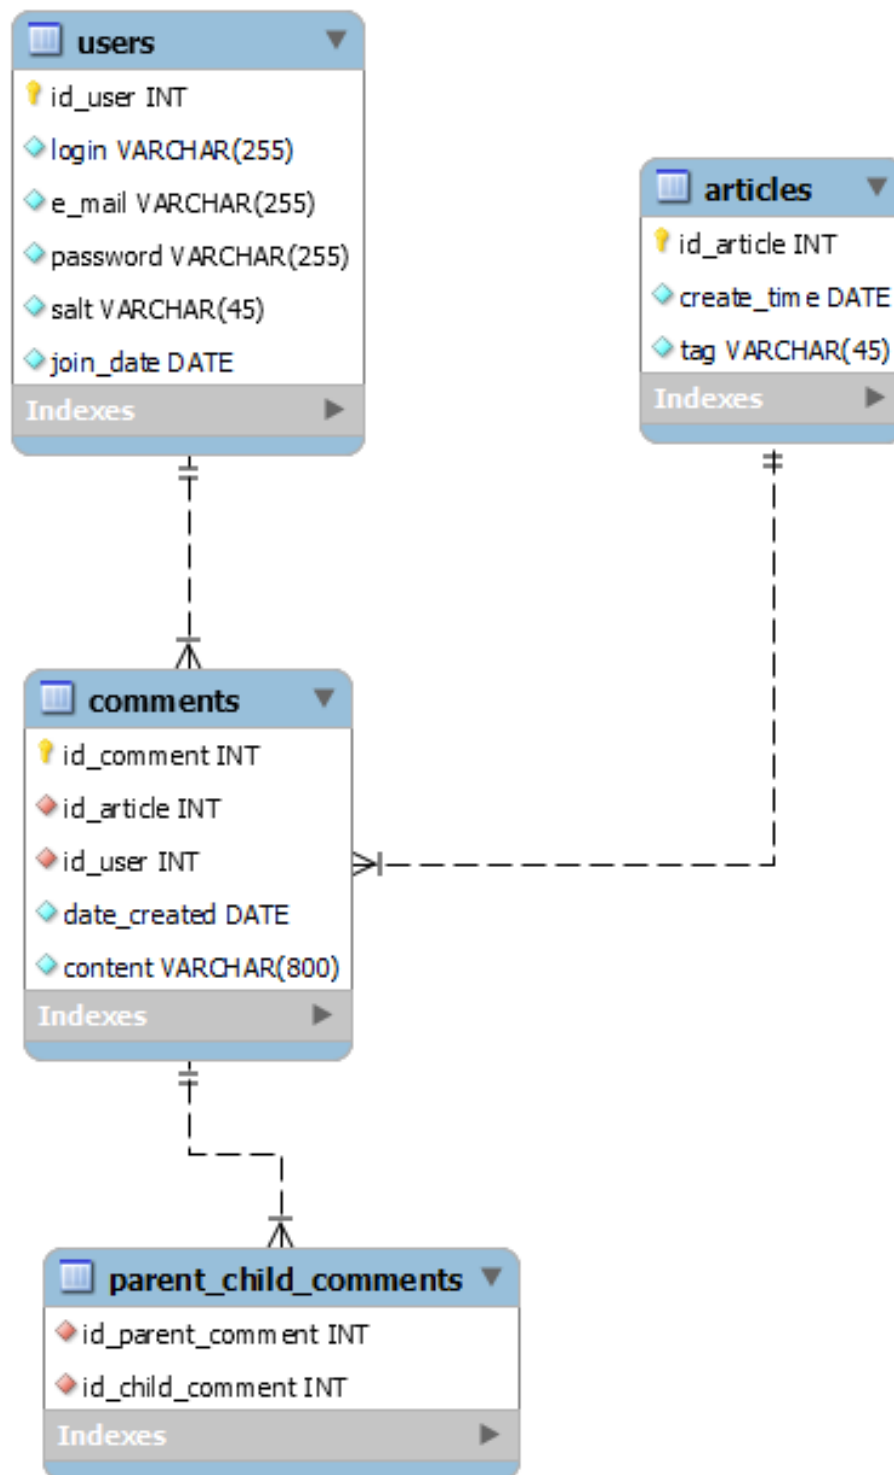 users
id_user INT
login VARCHAR(255)
e_mail VARCHAR(255)
password VARCHAR(255)
salt VARCHAR(45)
join_date DATE
Indexes
articles
id_article INT
create_time DATE
tag VARCHAR(45)
Indexes
comments
id_comment INT
id_article INT
id_user INT
date_created DATE
content VARCHAR(800)
Indexes
parent_child_comments
id_parent_comment INT
id_child_comment INT
Indexes